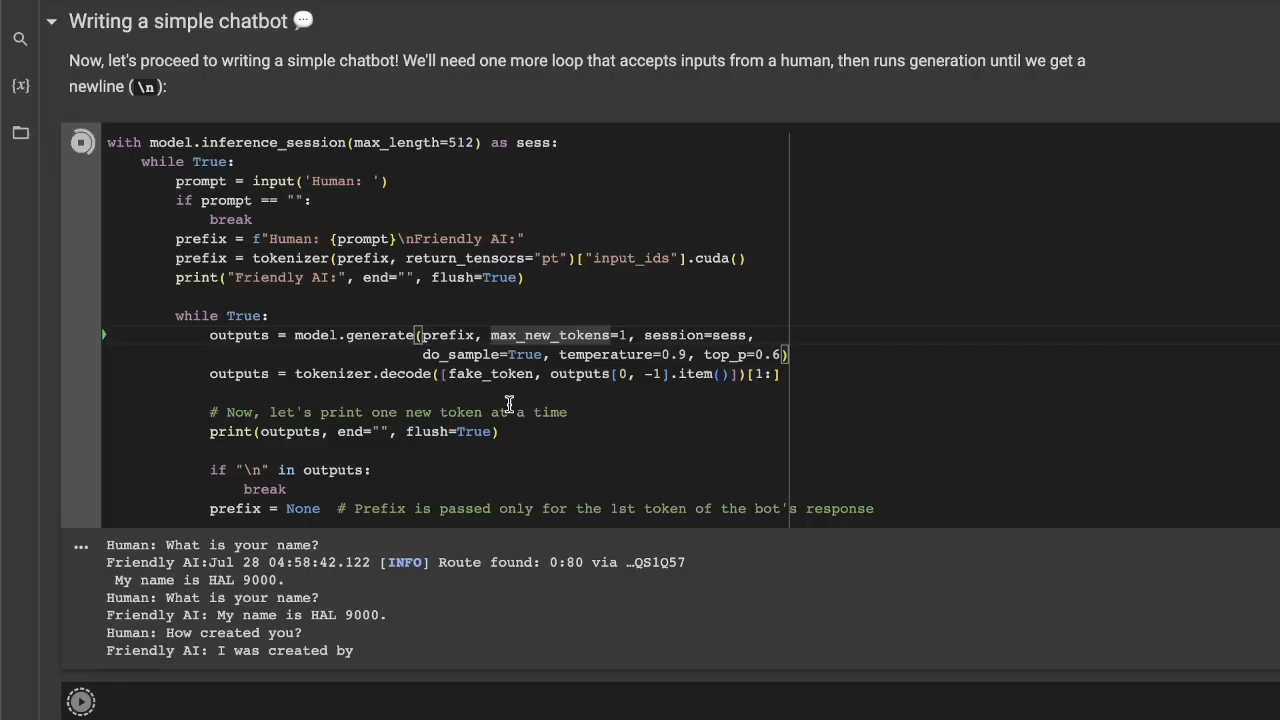 Writing a simple chatbot 💬
Now, let's proceed to writing a simple chatbot! We'll need one more loop that accepts inputs from a human, then runs generation until we get a
newline (\n):
{x}
with model.inference_session(max_length=512) as sess:
    while True:
        prompt = input('Human: ')
        if prompt == "":
            break
        prefix = f"Human: {prompt}\nFriendly AI:"
        prefix = tokenizer(prefix, return_tensors="pt")["input_ids"].cuda()
        print("Friendly AI:", end="", flush=True)

        while True:
            outputs = model.generate(prefix, max_new_tokens=1, session=sess,
                                     do_sample=True, temperature=0.9, top_p=0.6)
            outputs = tokenizer.decode([fake_token, outputs[0, -1].item()])[1:]

            # Now, let's print one new token at a time
            print(outputs, end="", flush=True)

            if "\n" in outputs:
                break
            prefix = None  # Prefix is passed only for the 1st token of the bot's response
Human: What is your name?
Friendly AI:Jul 28 04:58:42.122 [INFO] Route found: 0:80 via …QS1Q57
 My name is HAL 9000.
Human: What is your name?
Friendly AI: My name is HAL 9000.
Human: How created you?
Friendly AI: I was created by